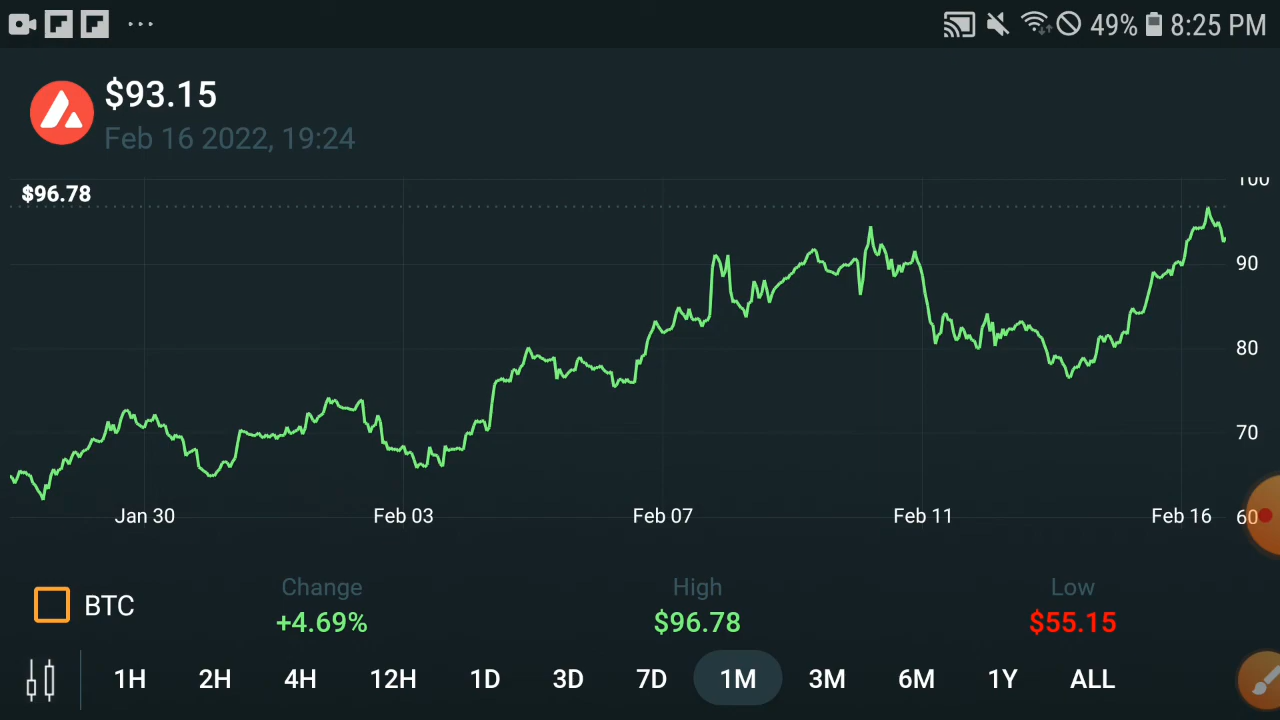 49% 8:25 PM
$93.15
Feb 16 2022, 19:24
$96.78
100
90
80
70
60
Jan 30 Feb 03 Feb 07 Feb 11 Feb 16
BTC
Change High Low
+4.69% $96.78 $55.15
1H 2H 4H 12H 1D 3D 7D 1M 3M 6M 1Y ALL